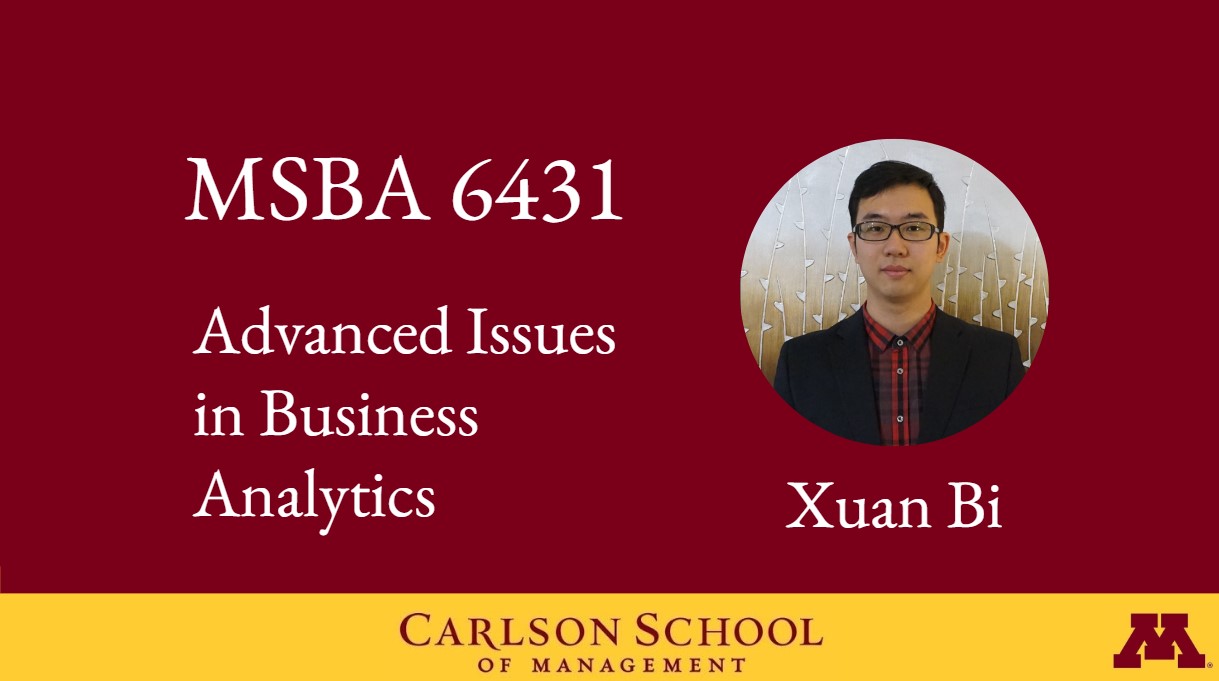 MSBA 6431
Advanced Issues
in Business
Analytics
Xuan Bi
CARLSON SCHOOL
OF MANAGEMENT
M®